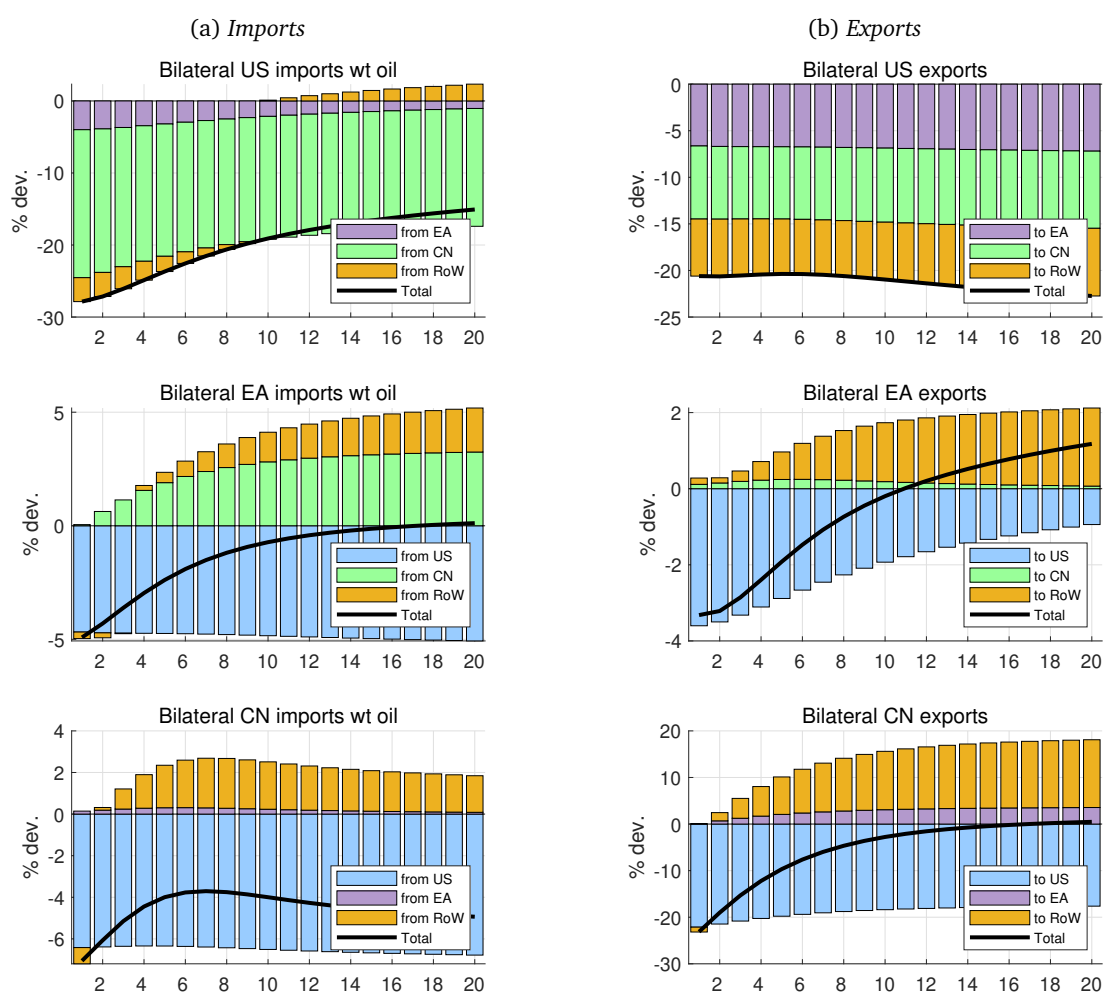 (a) Imports
(b) Exports
Bilateral US imports wt oil
% dev.
0
-10
-20
-30
2 4 6 8 10 12 14 16 18 20
from EA
from CN
from RoW
Total
Bilateral US exports
% dev.
0
-5
-10
-15
-20
-25
2 4 6 8 10 12 14 16 18 20
to EA
to CN
to RoW
Total
Bilateral EA imports wt oil
% dev.
5
0
-5
2 4 6 8 10 12 14 16 18 20
from US
from CN
from RoW
Total
Bilateral EA exports
% dev.
2
0
-2
-4
2 4 6 8 10 12 14 16 18 20
to US
to CN
to RoW
Total
Bilateral CN imports wt oil
% dev.
4
2
0
-2
-4
-6
2 4 6 8 10 12 14 16 18 20
from US
from EA
from RoW
Total
Bilateral CN exports
% dev.
20
10
0
-10
-20
-30
2 4 6 8 10 12 14 16 18 20
to US
to EA
to RoW
Total